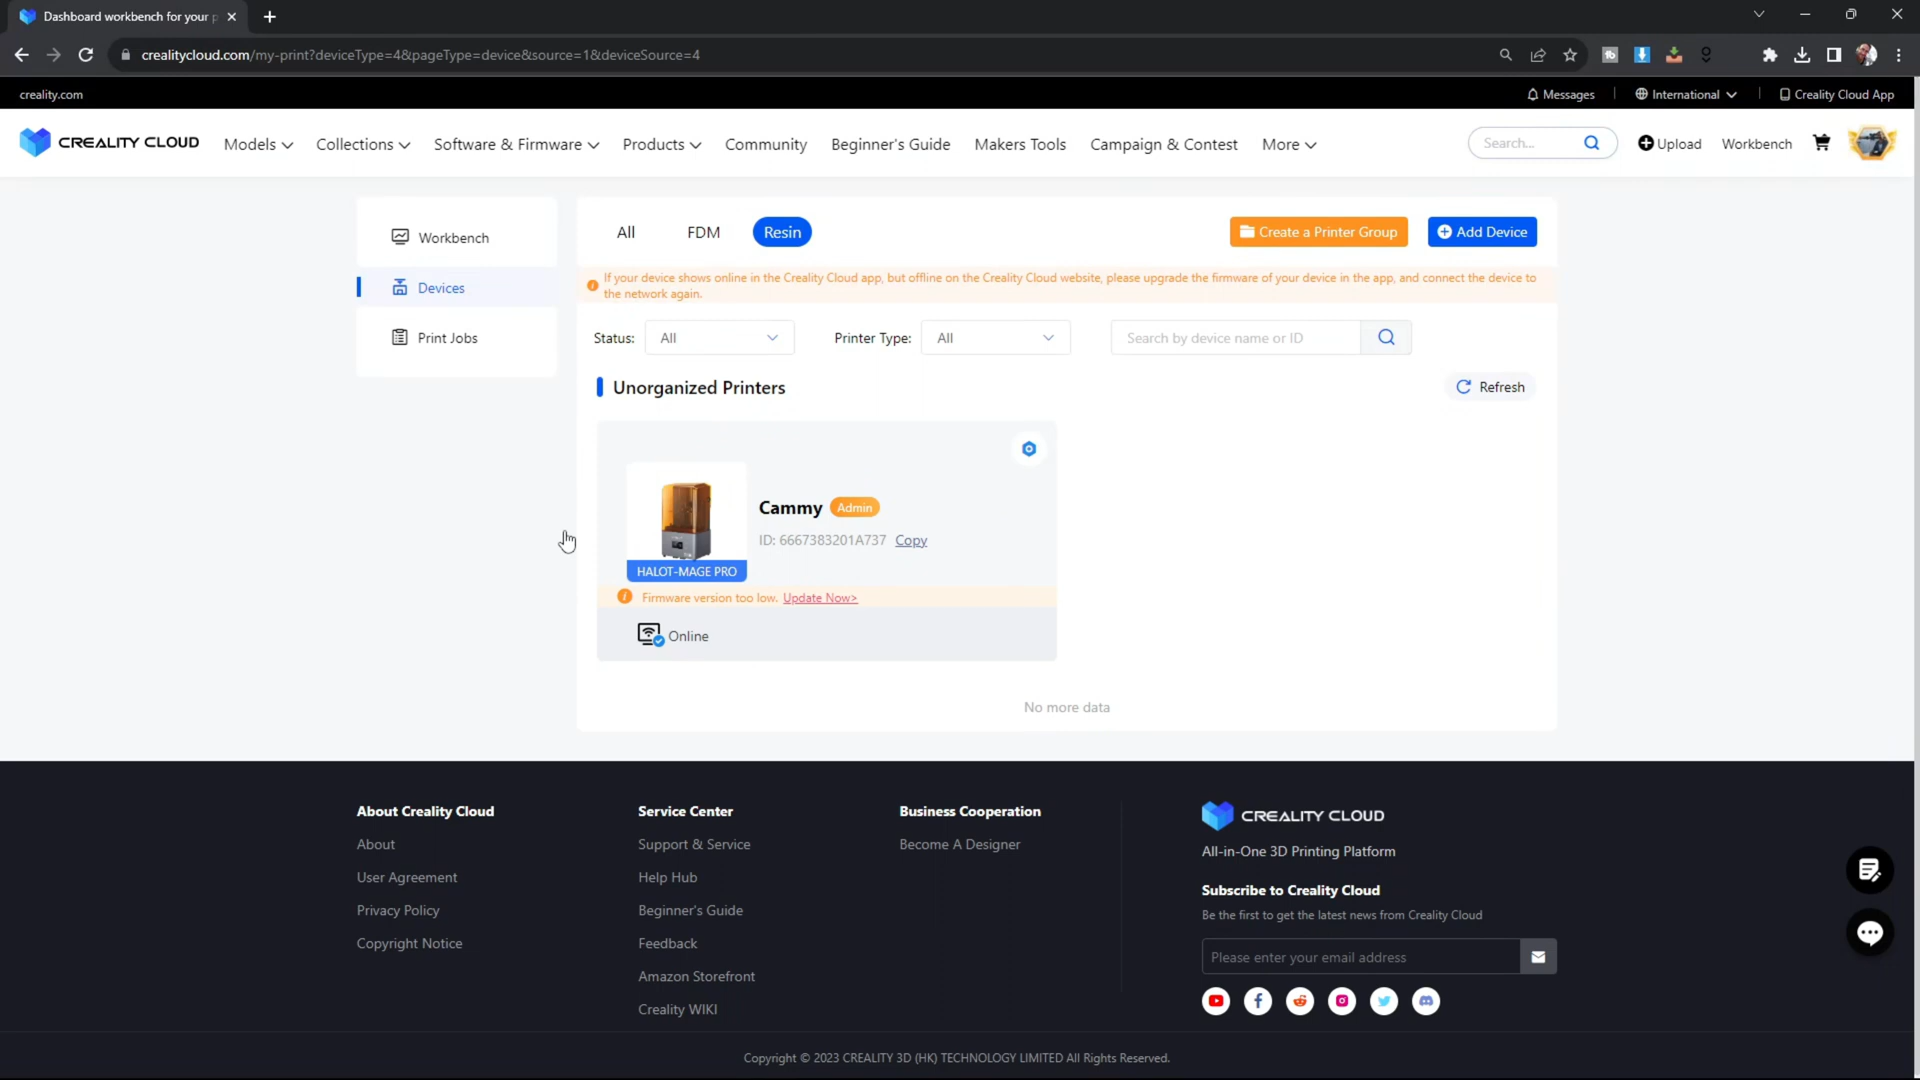 Dashboard workbench for your p
crealitycloud.com/my-print?deviceType=4&pageType=device&source=1&deviceSource=4
creality.com
Messages
International
Creality Cloud App
CREALITY CLOUD
Models
Collections
Software & Firmware
Products
Community
Beginner's Guide
Makers Tools
Campaign & Contest
More
Search...
Upload
Workbench
Workbench
Devices
Print Jobs
All
FDM
Resin
Create a Printer Group
Add Device
If your device shows online in the Creality Cloud app, but offline on the Creality Cloud website, please upgrade the firmware of your device in the app, and connect the device to
the network again.
Status:
All
Printer Type:
All
Search by device name or ID
Unorganized Printers
Refresh
Cammy
Admin
ID: 6667383201A737 Copy
HALOT-MAGE PRO
Firmware version too low. Update Now>
Online
No more data
About Creality Cloud
About
User Agreement
Privacy Policy
Copyright Notice
Service Center
Support & Service
Help Hub
Beginner's Guide
Feedback
Amazon Storefront
Creality WIKI
Business Cooperation
Become A Designer
CREALITY CLOUD
All-in-One 3D Printing Platform
Subscribe to Creality Cloud
Be the first to get the latest news from Creality Cloud
Please enter your email address
Copyright © 2023 CREALITY 3D (HK) TECHNOLOGY LIMITED All Rights Reserved.